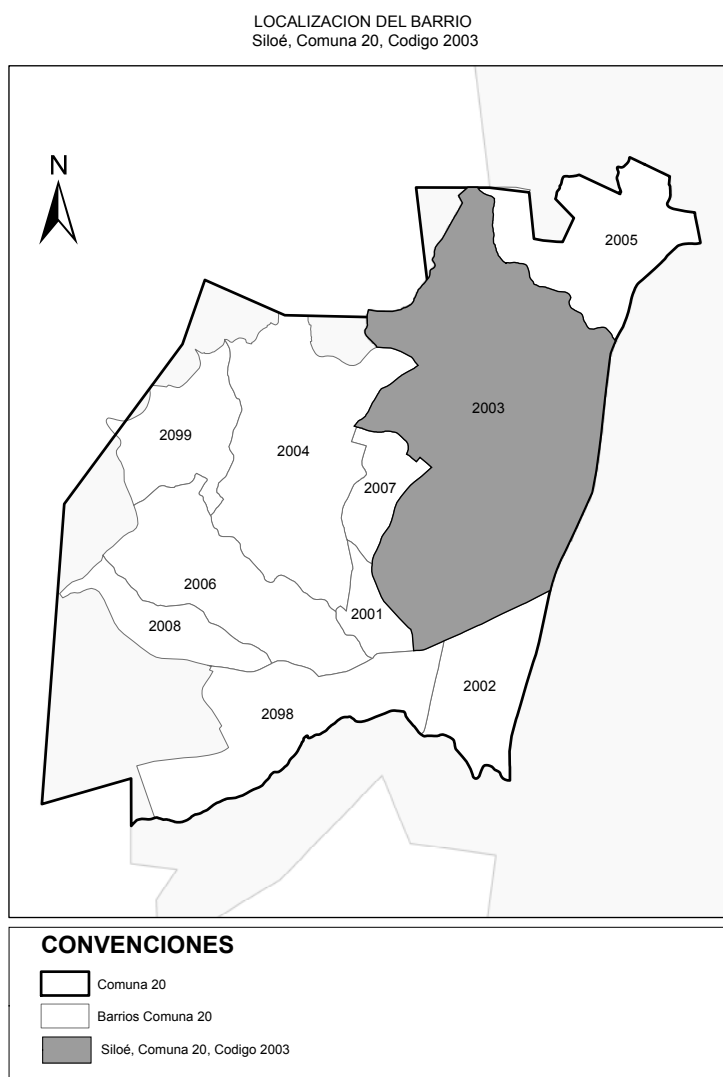 LOCALIZACION DEL BARRIO
Siloé, Comuna 20, Codigo 2003
N
2005
2003
2099
2004
2007
2006
2001
2008
2002
2098
CONVENCIONES
Comuna 20
Barrios Comuna 20
Siloé, Comuna 20, Codigo 2003